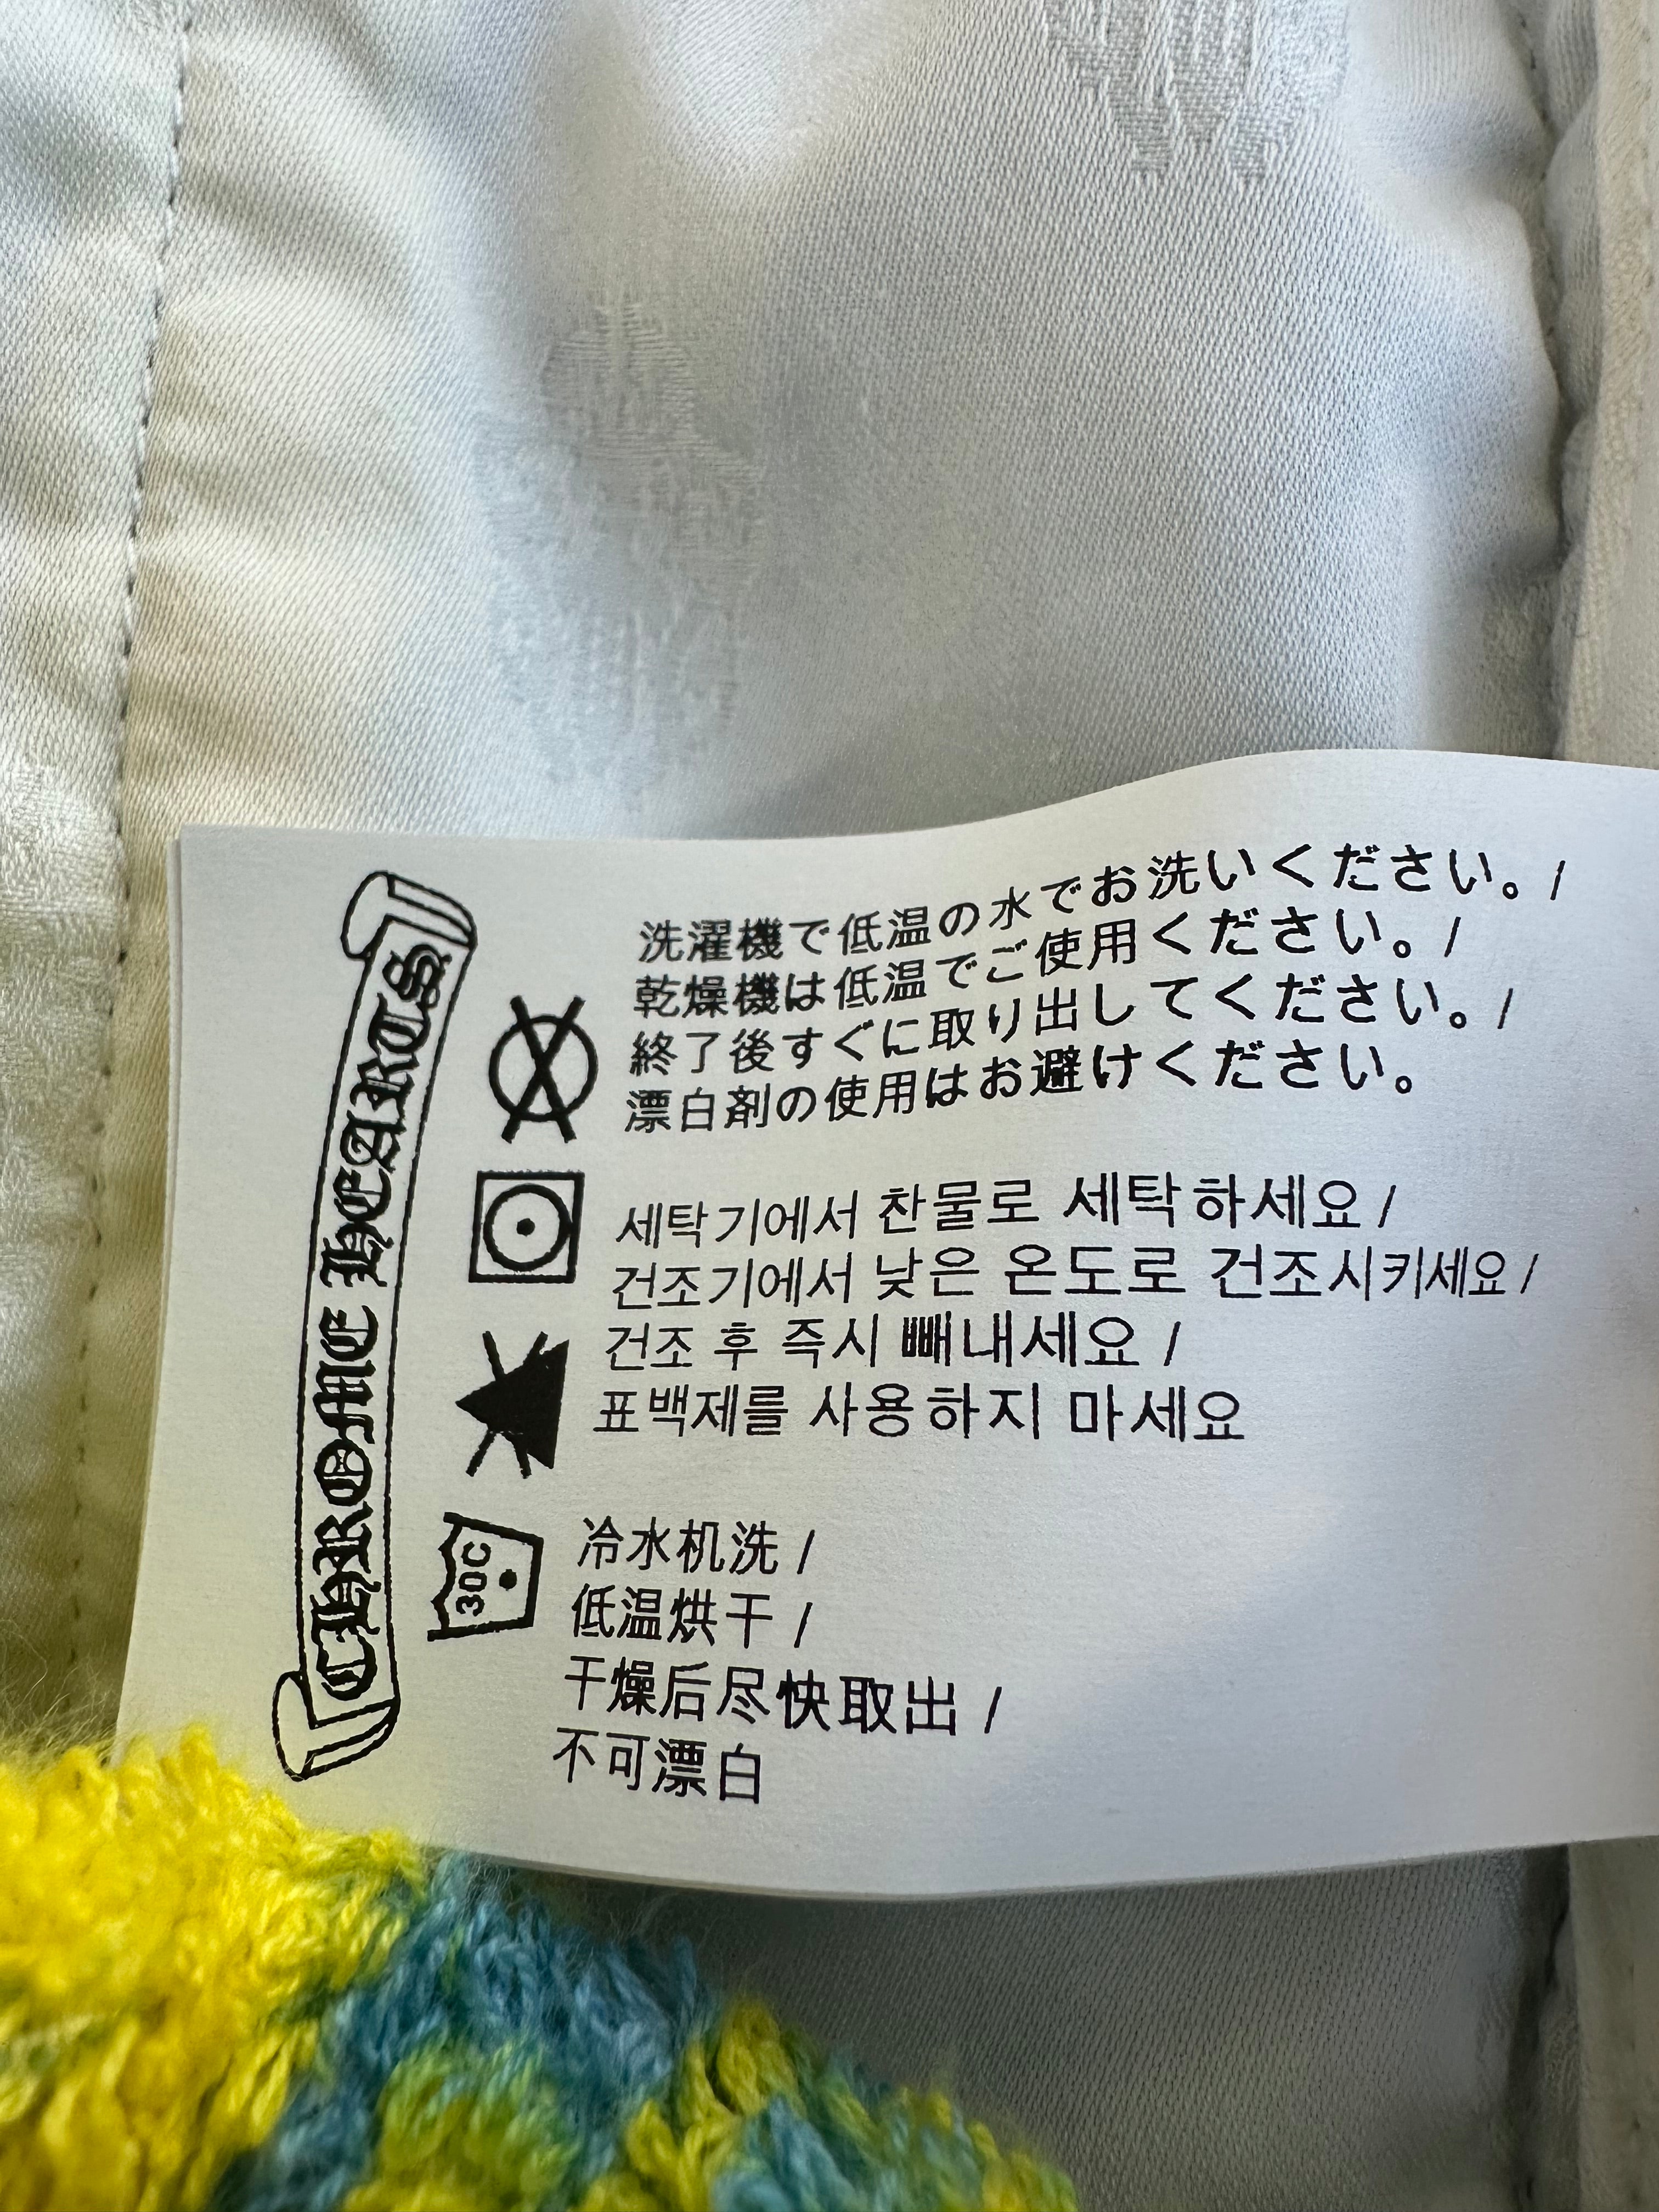 CHROME HEARTS
洗濯機で低温の水でお洗いください。/
乾燥機は低温でご使用ください。/
終了後すぐに取り出してください。/
漂白剤の使用はお避けください。
세탁기에서 찬물로 세탁하세요/
건조기에서 낮은 온도로 건조시키세요/
건조 후 즉시 빼내세요 /
표백제를 사용하지 마세요
30C
冷水机洗 /
低温烘干 /
干燥后尽快取出 /
不可漂白